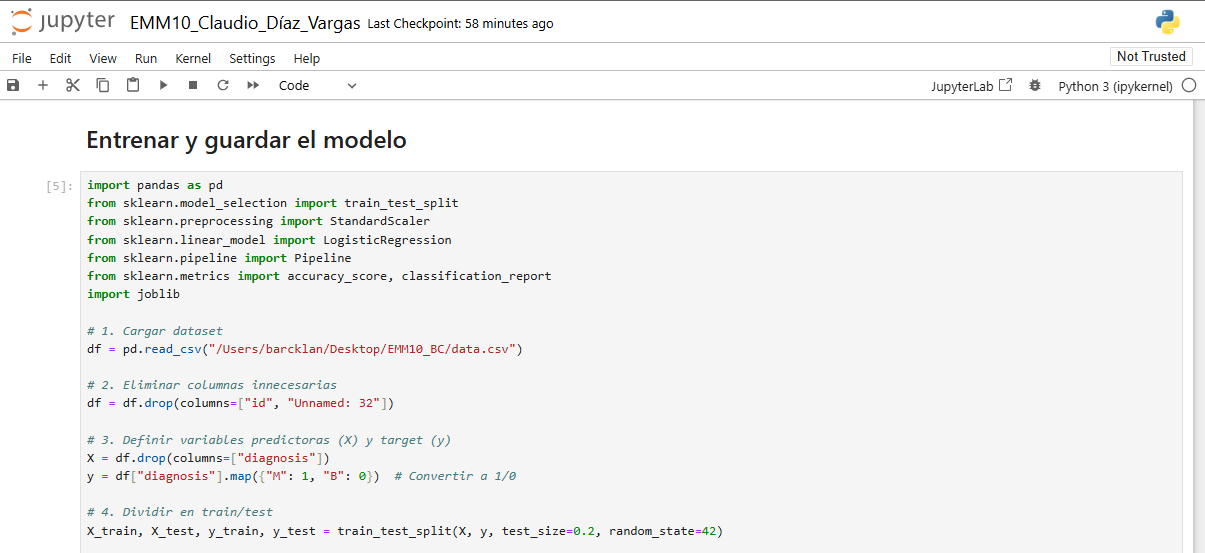 jupyter EMM10_Claudio_Díaz_Vargas Last Checkpoint: 58 minutes ago
File Edit View Run Kernel Settings Help Not Trusted
Code JupyterLab Python 3 (ipykernel)
Entrenar y guardar el modelo
[5]: import pandas as pd
from sklearn.model_selection import train_test_split
from sklearn.preprocessing import StandardScaler
from sklearn.linear_model import LogisticRegression
from sklearn.pipeline import Pipeline
from sklearn.metrics import accuracy_score, classification_report
import joblib
# 1. Cargar dataset
df = pd.read_csv("/Users/barcklan/Desktop/EMM10_BC/data.csv")
# 2. Eliminar columnas innecesarias
df = df.drop(columns=["id", "Unnamed: 32"])
# 3. Definir variables predictoras (X) y target (y)
X = df.drop(columns=["diagnosis"])
y = df["diagnosis"].map({"M": 1, "B": 0})  # Convertir a 1/0
# 4. Dividir en train/test
X_train, X_test, y_train, y_test = train_test_split(X, y, test_size=0.2, random_state=42)